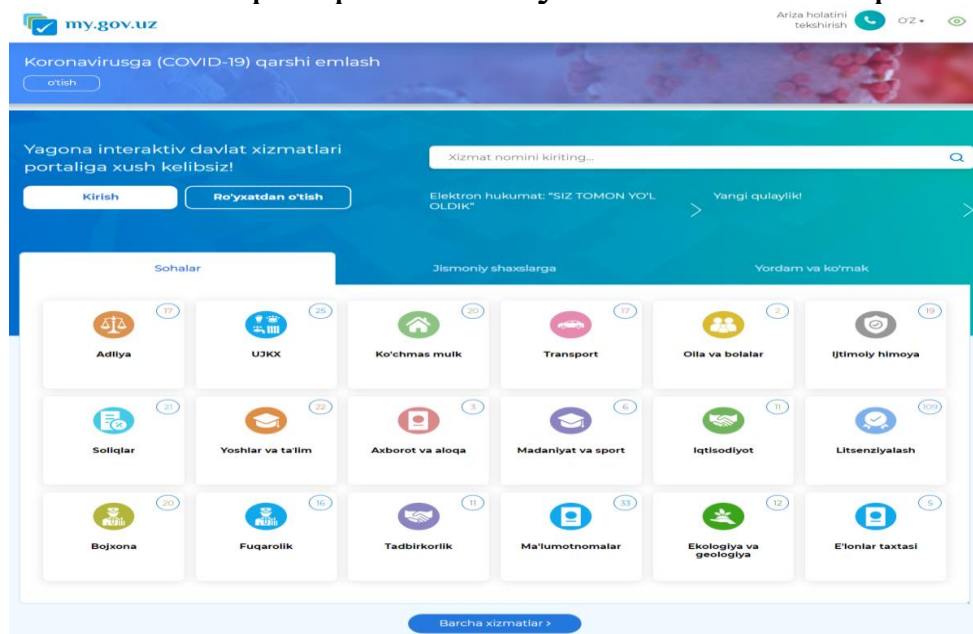 my.gov.uz
Ariza holatini
tekshirish
O'Z
Koronavirusga (COVID-19) qarshi emlash
o'tish
Yagona interaktiv davlat xizmatlari
portaliga xush kelibsiz!
Xizmat nomini kiriting...
Kirish
Ro'yxatdan o'tish
Elektron hukumat: "SIZ TOMON YO'L
OLDIK"
Yangi qulaylik!
Sohalar
Jismoniy shaxslarga
Yordam va ko'mak
17
25
20
17
2
19
Adliya
UJKX
Ko'chmas mulk
Transport
Oila va bolalar
Ijtimoiy himoya
21
22
3
6
11
109
Soliqlar
Yoshlar va ta'lim
Axborot va aloqa
Madaniyat va sport
Iqtisodiyot
Litsenziyalash
20
16
11
33
12
5
Bojxona
Fuqarolik
Tadbirkorlik
Ma'lumotnomalar
Ekologiya va
geologiya
E'lonlar taxtasi
Barcha xizmatlar >